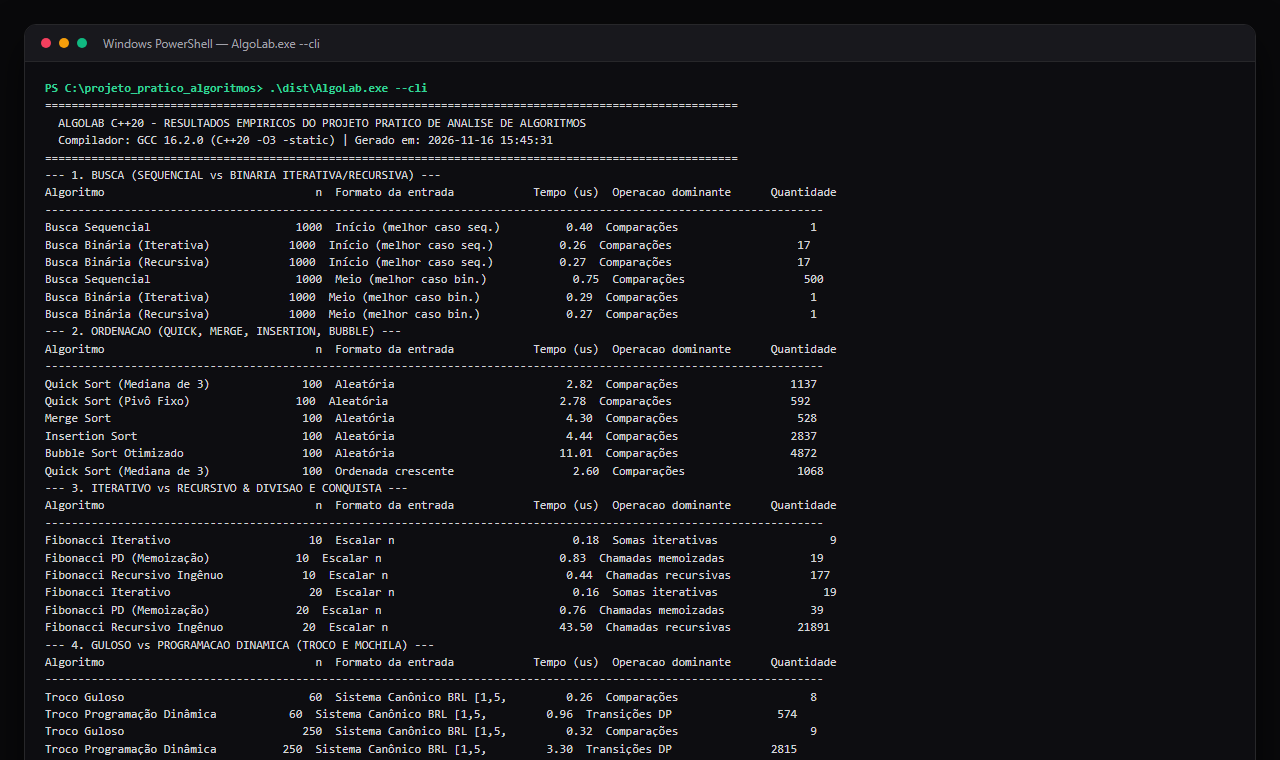 Windows PowerShell — AlgoLab.exe --cli
PS C:\projeto_pratico_algoritmos> .\dist\AlgoLab.exe --cli
=========================================================================================================
ALGOLAB C++20 - RESULTADOS EMPIRICOS DO PROJETO PRATICO DE ANALISE DE ALGORITMOS
Compilador: GCC 16.2.0 (C++20 -O3 -static) | Gerado em: 2026-11-16 15:45:31
=========================================================================================================
--- 1. BUSCA (SEQUENCIAL vs BINARIA ITERATIVA/RECURSIVA) ---
Algoritmo n Formato da entrada Tempo (us) Operacao dominante Quantidade
----------------------------------------------------------------------------------------------------------------------
Busca Sequencial 1000 Início (melhor caso seq.) 0.40 Comparações 1
Busca Binária (Iterativa) 1000 Início (melhor caso seq.) 0.26 Comparações 17
Busca Binária (Recursiva) 1000 Início (melhor caso seq.) 0.27 Comparações 17
Busca Sequencial 1000 Meio (melhor caso bin.) 0.75 Comparações 500
Busca Binária (Iterativa) 1000 Meio (melhor caso bin.) 0.29 Comparações 1
Busca Binária (Recursiva) 1000 Meio (melhor caso bin.) 0.27 Comparações 1
--- 2. ORDENACAO (QUICK, MERGE, INSERTION, BUBBLE) ---
Algoritmo n Formato da entrada Tempo (us) Operacao dominante Quantidade
----------------------------------------------------------------------------------------------------------------------
Quick Sort (Mediana de 3) 100 Aleatória 2.82 Comparações 1137
Quick Sort (Pivô Fixo) 100 Aleatória 2.78 Comparações 592
Merge Sort 100 Aleatória 4.30 Comparações 528
Insertion Sort 100 Aleatória 4.44 Comparações 2837
Bubble Sort Otimizado 100 Aleatória 11.01 Comparações 4872
Quick Sort (Mediana de 3) 100 Ordenada crescente 2.60 Comparações 1068
--- 3. ITERATIVO vs RECURSIVO & DIVISAO E CONQUISTA ---
Algoritmo n Formato da entrada Tempo (us) Operacao dominante Quantidade
----------------------------------------------------------------------------------------------------------------------
Fibonacci Iterativo 10 Escalar n 0.18 Somas iterativas 9
Fibonacci PD (Memoização) 10 Escalar n 0.83 Chamadas memoizadas 19
Fibonacci Recursivo Ingênuo 10 Escalar n 0.44 Chamadas recursivas 177
Fibonacci Iterativo 20 Escalar n 0.16 Somas iterativas 19
Fibonacci PD (Memoização) 20 Escalar n 0.76 Chamadas memoizadas 39
Fibonacci Recursivo Ingênuo 20 Escalar n 43.50 Chamadas recursivas 21891
--- 4. GULOSO vs PROGRAMACAO DINAMICA (TROCO E MOCHILA) ---
Algoritmo n Formato da entrada Tempo (us) Operacao dominante Quantidade
----------------------------------------------------------------------------------------------------------------------
Troco Guloso 60 Sistema Canônico BRL [1,5, 0.26 Comparações 8
Troco Programação Dinâmica 60 Sistema Canônico BRL [1,5, 0.96 Transições DP 574
Troco Guloso 250 Sistema Canônico BRL [1,5, 0.32 Comparações 9
Troco Programação Dinâmica 250 Sistema Canônico BRL [1,5, 3.30 Transições DP 2815